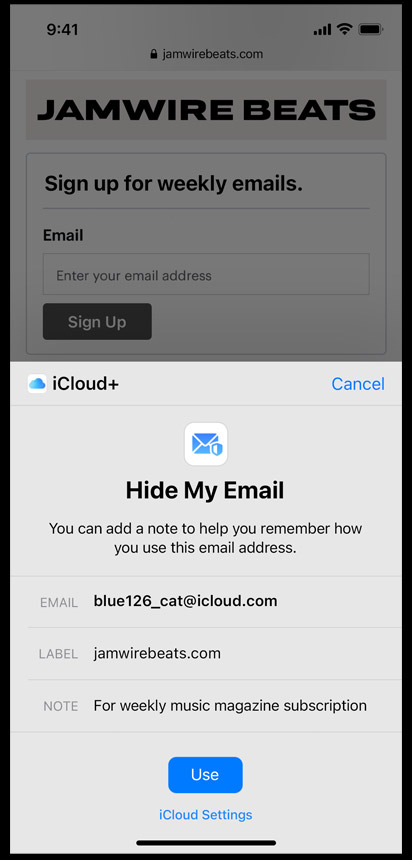 9:41
jamwirebeats.com
JAMWIRE BEATS
Sign up for weekly emails.
Email
Enter your email address
Sign Up
iCloud+
Cancel
Hide My Email
You can add a note to help you remember how
you use this email address.
EMAIL blue126_cat@icloud.com
LABEL jamwirebeats.com
NOTE For weekly music magazine subscription
Use
iCloud Settings